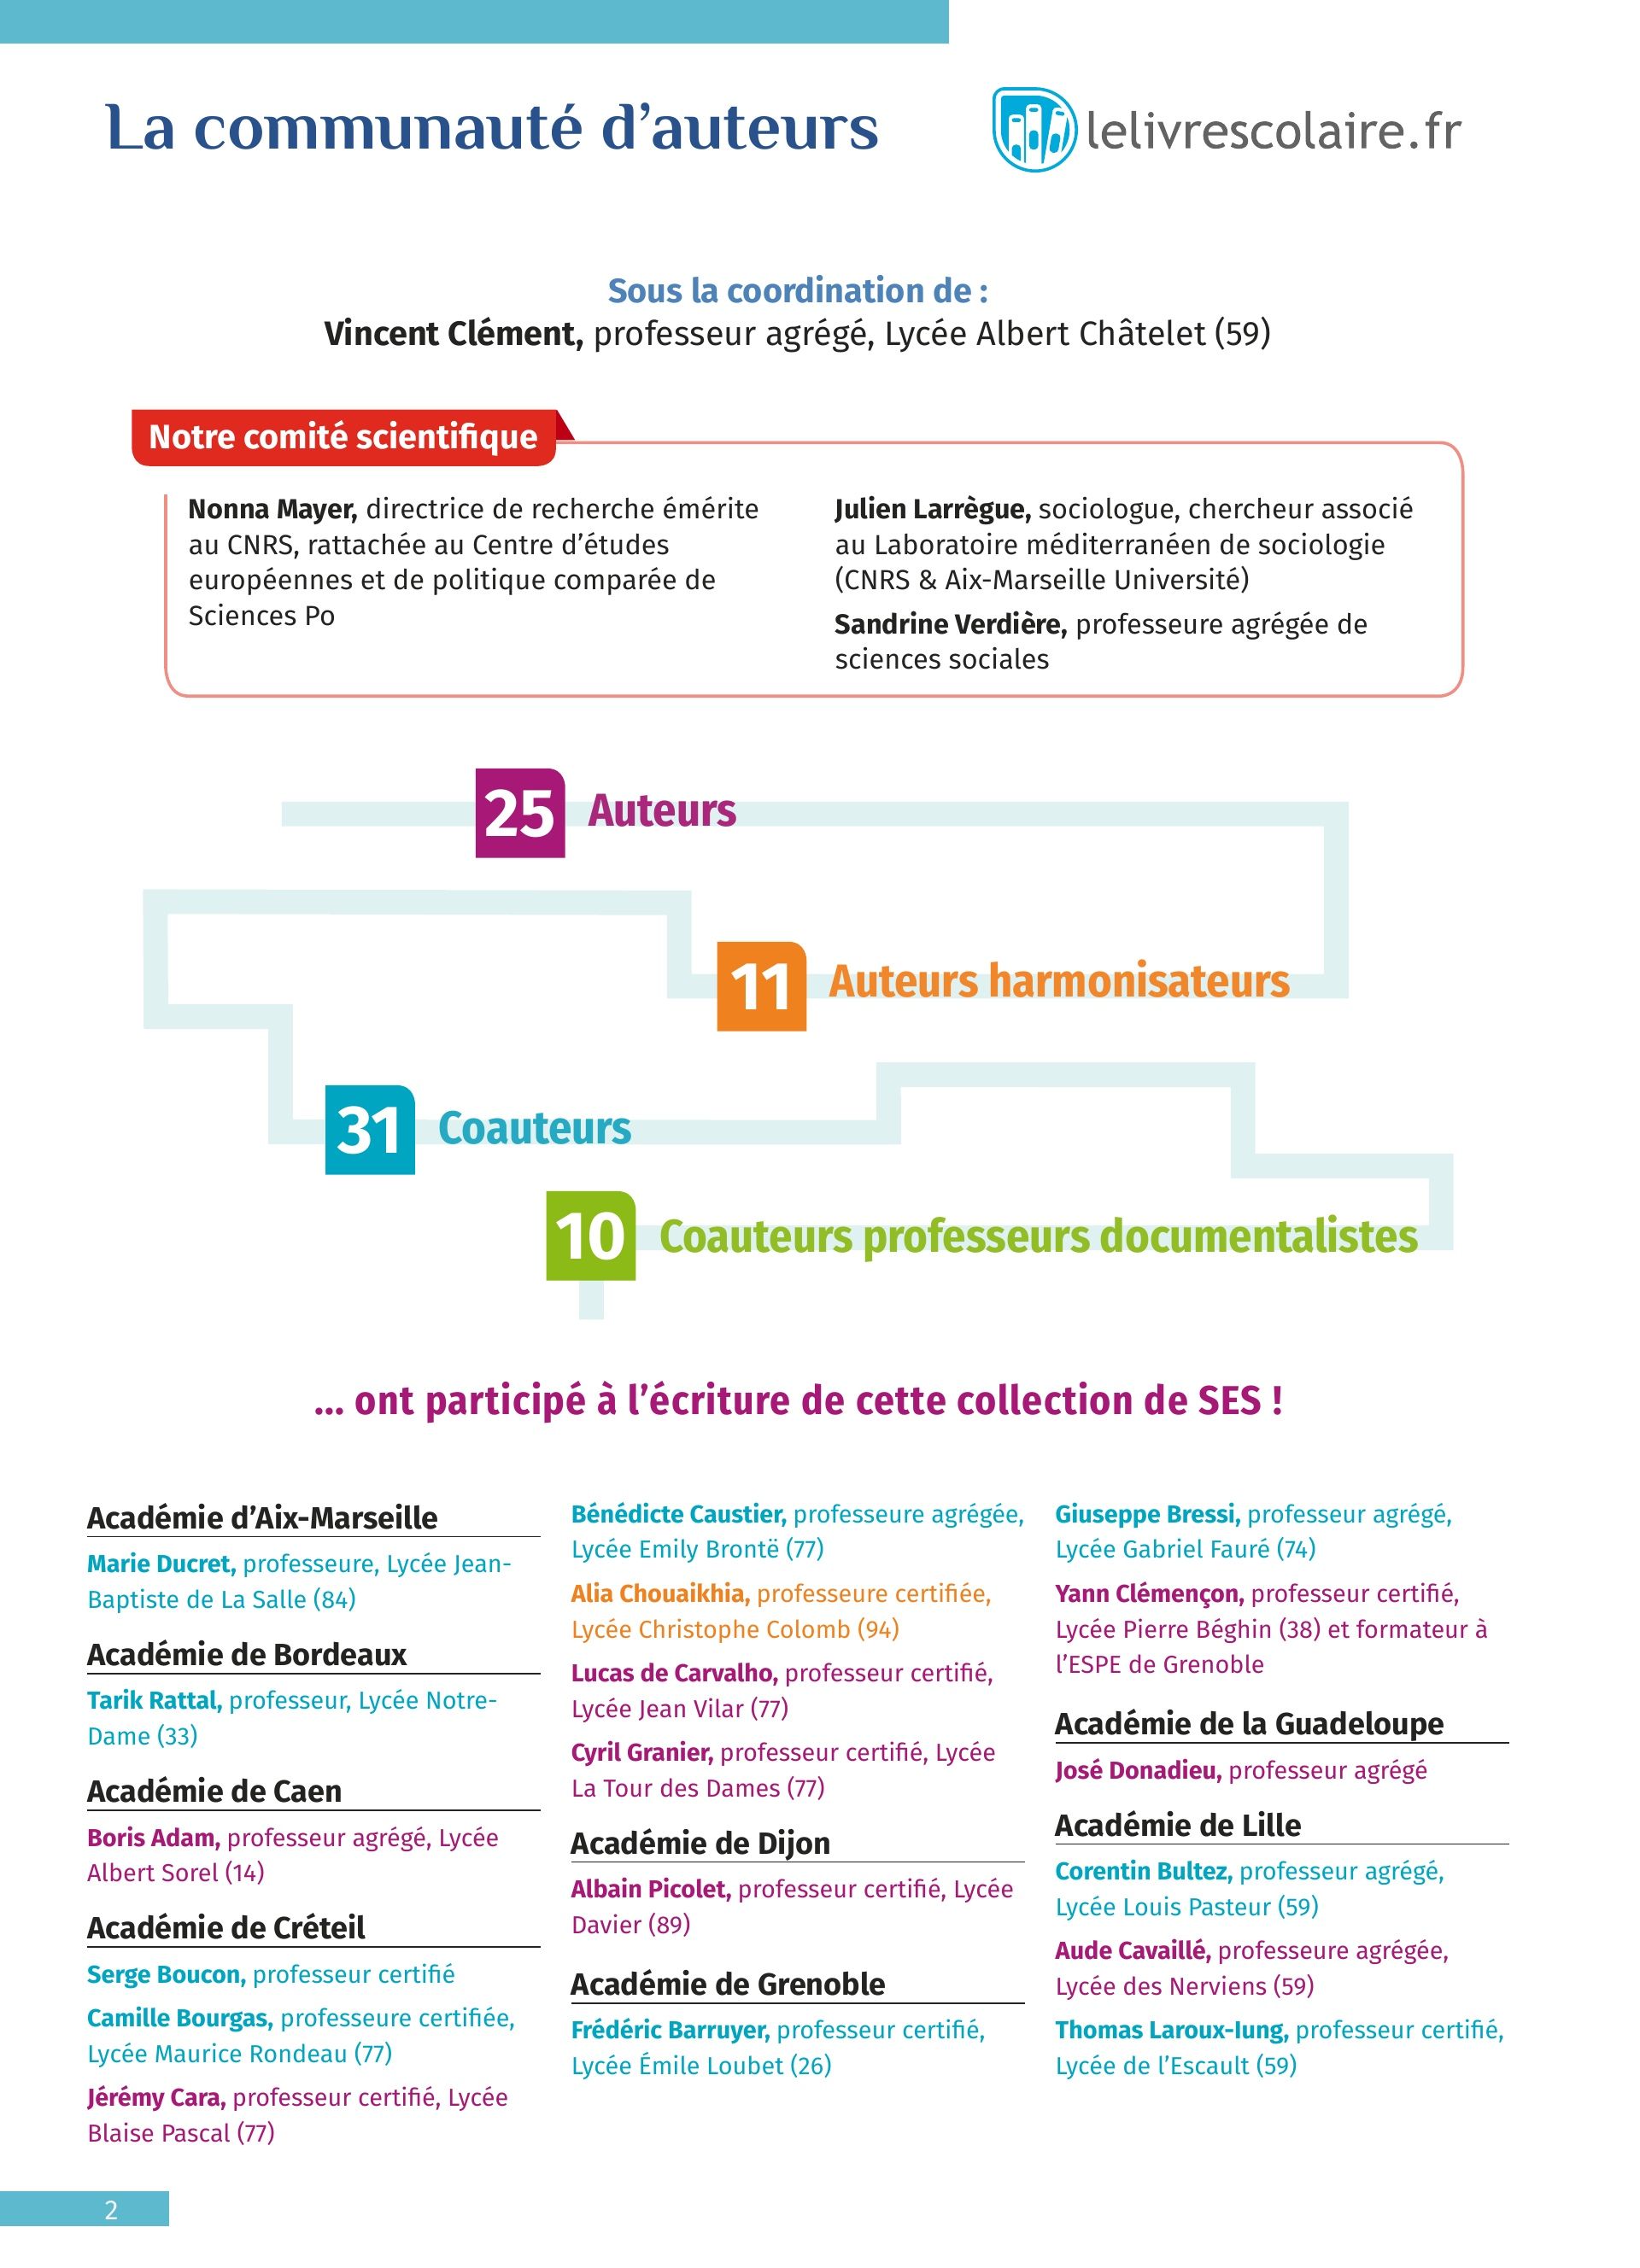 La communauté d'auteurs
lelivrescolaire.fr
Sous la coordination de :
Vincent Clément, professeur agrégé, Lycée Albert Châtelet (59)
Notre comité scientifique
Nonna Mayer, directrice de recherche émérite
au CNRS, rattachée au Centre d'études
européennes et de politique comparée de
Sciences Po
Julien Larrègue, sociologue, chercheur associé
au Laboratoire méditerranéen de sociologie
(CNRS & Aix-Marseille Université)
Sandrine Verdière, professeure agrégée de
sciences sociales
25 Auteurs
11 Auteurs harmonisateurs
31 Coauteurs
10 Coauteurs professeurs documentalistes
... ont participé à l'écriture de cette collection de SES !
Académie d'Aix-Marseille
Marie Ducret, professeure, Lycée Jean-
Baptiste de La Salle (84)
Académie de Bordeaux
Tarik Rattal, professeur, Lycée Notre-
Dame (33)
Académie de Caen
Boris Adam, professeur agrégé, Lycée
Albert Sorel (14)
Académie de Créteil
Serge Boucon, professeur certifié
Camille Bourgas, professeure certifiée,
Lycée Maurice Rondeau (77)
Jérémy Cara, professeur certifié, Lycée
Blaise Pascal (77)
Bénédicte Caustier, professeure agrégée,
Lycée Emily Brontë (77)
Alia Chouaikhia, professeure certifiée,
Lycée Christophe Colomb (94)
Lucas de Carvalho, professeur certifié,
Lycée Jean Vilar (77)
Cyril Granier, professeur certifié, Lycée
La Tour des Dames (77)
Académie de Dijon
Albain Picolet, professeur certifié, Lycée
Davier (89)
Académie de Grenoble
Frédéric Barruyer, professeur certifié,
Lycée Émile Loubet (26)
Giuseppe Bressi, professeur agrégé,
Lycée Gabriel Fauré (74)
Yann Clémençon, professeur certifié,
Lycée Pierre Béghin (38) et formateur à
l'ESPE de Grenoble
Académie de la Guadeloupe
José Donadieu, professeur agrégé
Académie de Lille
Corentin Bultez, professeur agrégé,
Lycée Louis Pasteur (59)
Aude Cavaillé, professeure agrégée,
Lycée des Nerviens (59)
Thomas Laroux-Iung, professeur certifié,
Lycée de l'Escault (59)
2